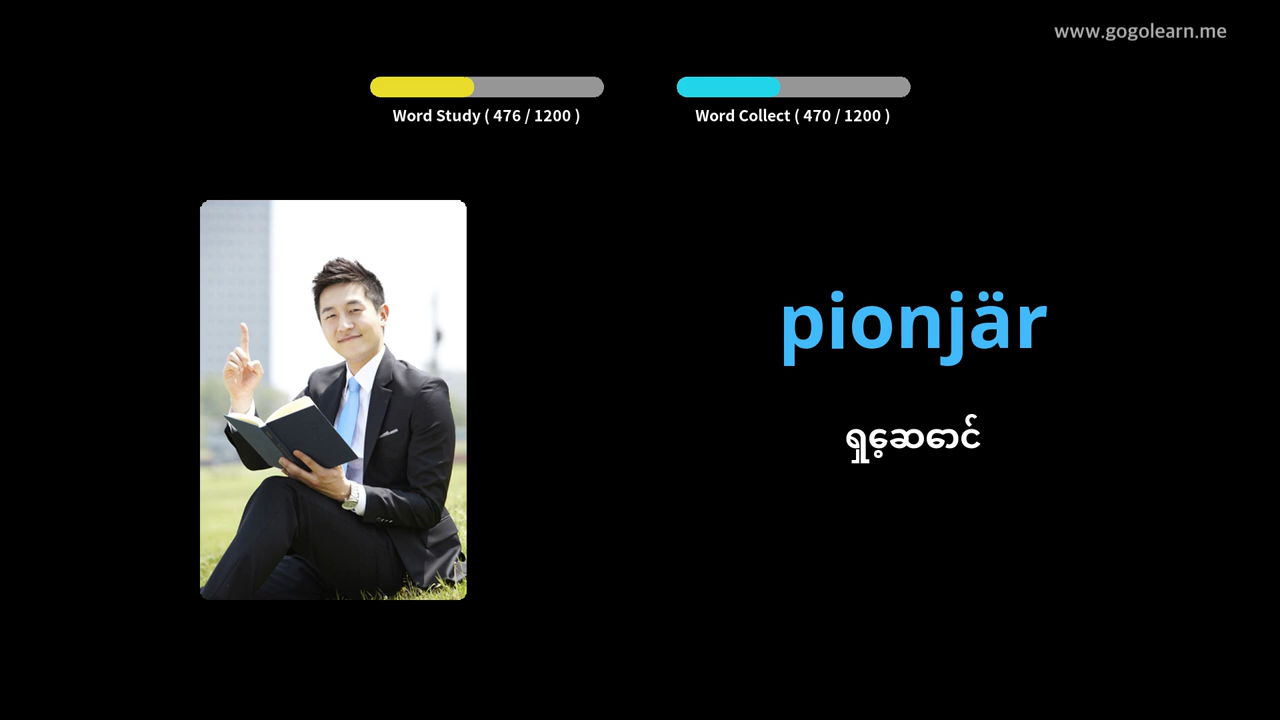 www.gogolearn.me
Word Study ( 476 / 1200 )
Word Collect ( 470 / 1200 )
pionjär
ရှေ့ဆောင်